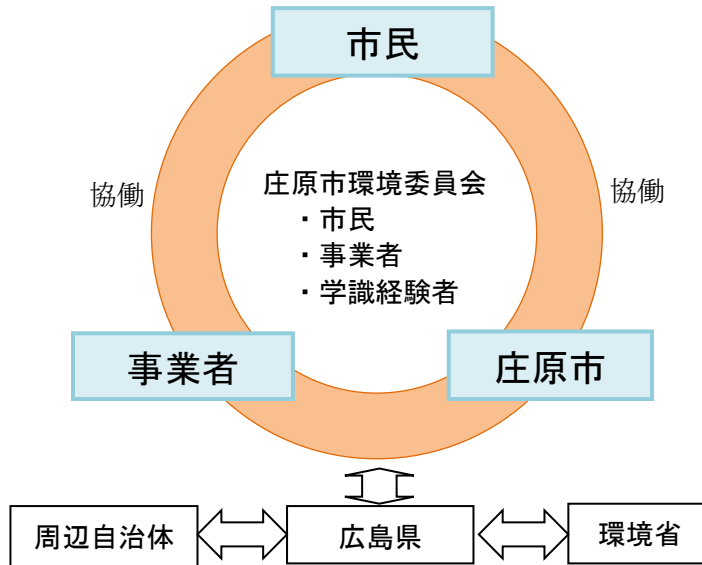 市民
協働
協働
庄原市環境委員会
・市民
・事業者
・学識経験者
事業者
庄原市
周辺自治体
広島県
環境省